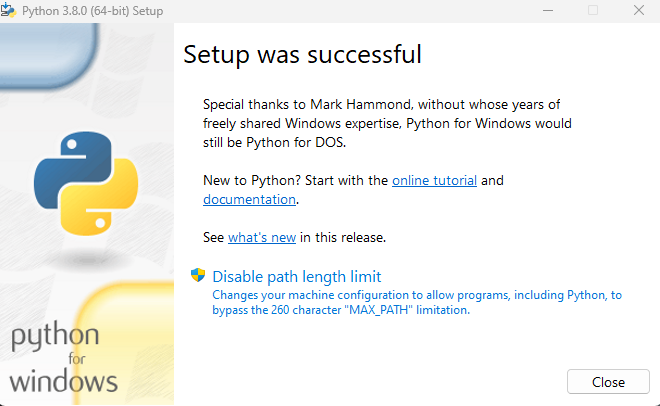 Python 3.8.0 (64-bit) Setup
Setup was successful
Special thanks to Mark Hammond, without whose years of
freely shared Windows expertise, Python for Windows would
still be Python for DOS.
New to Python? Start with the online tutorial and
documentation.
See what's new in this release.
Disable path length limit
Changes your machine configuration to allow programs, including Python, to
bypass the 260 character "MAX_PATH" limitation.
python
for
windows
Close